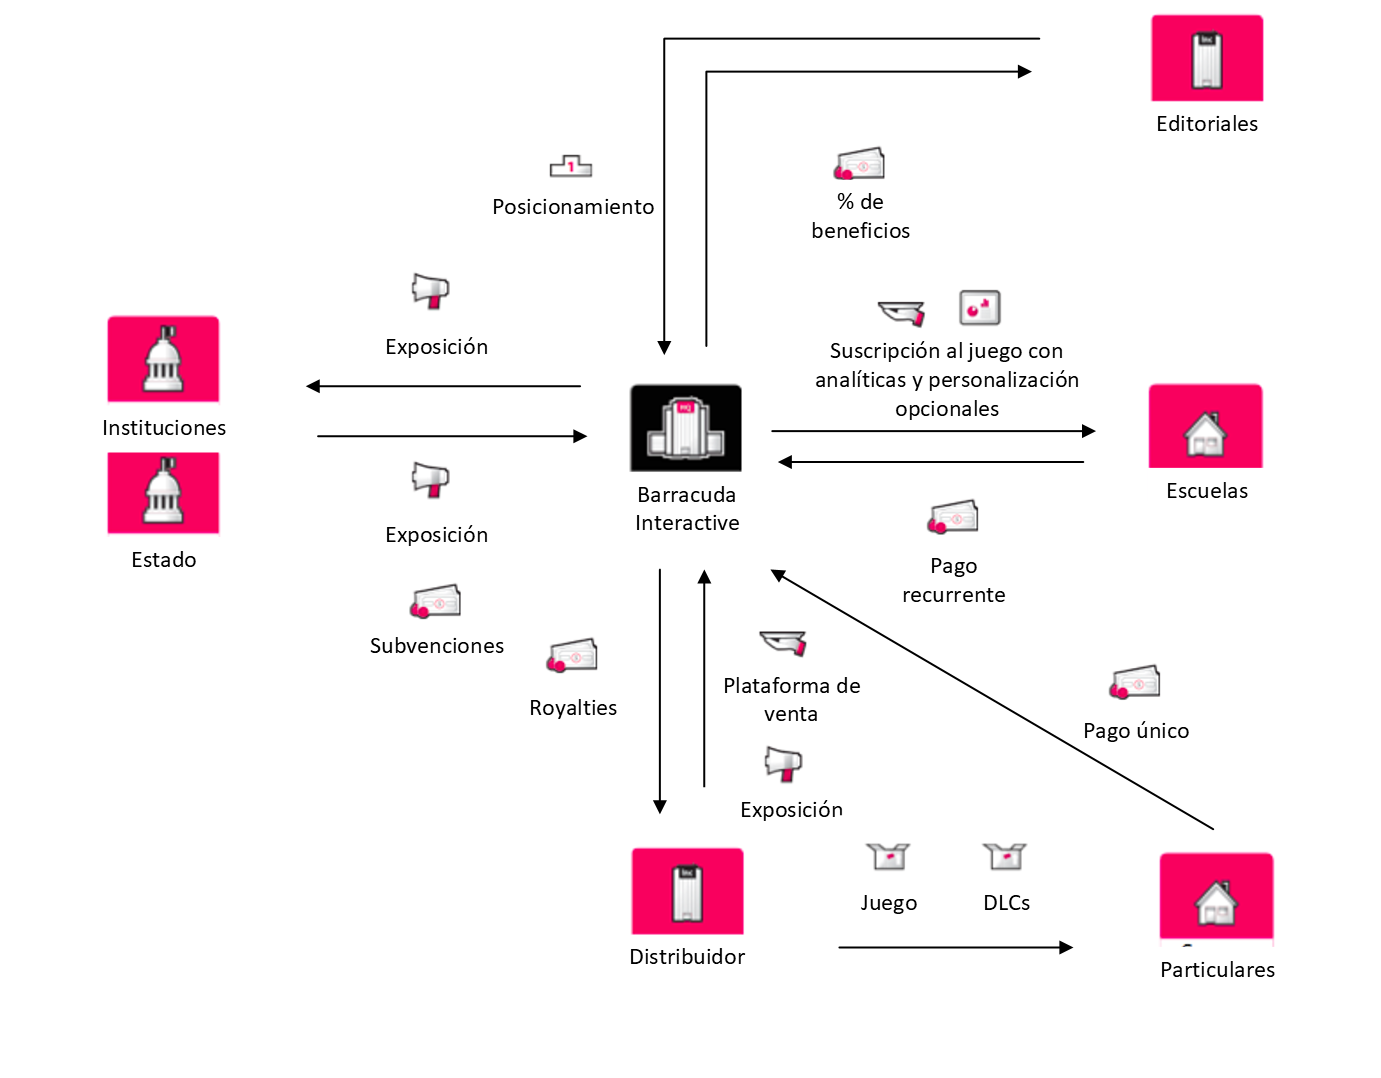 Editoriales
Posicionamiento
% de
beneficios
Exposición
Suscripción al juego con
analíticas y personalización
opcionales
Instituciones
Estado
Exposición
Subvenciones
Barracuda
Interactive
Escuelas
Pago
recurrente
Royalties
Plataforma de
venta
Exposición
Pago único
Juego
DLCs
Distribuidor
Particulares